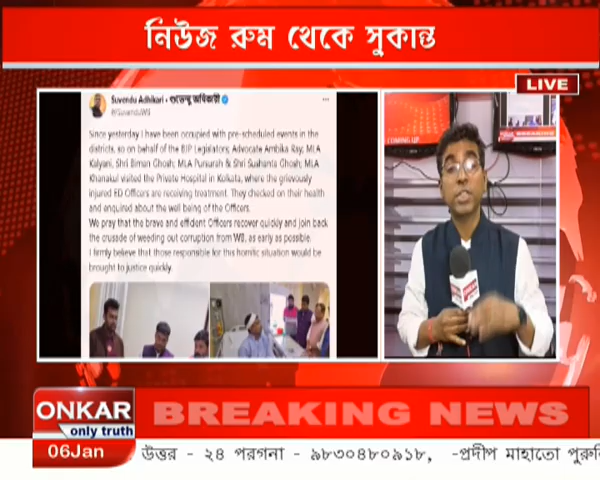 নিউজ রুম থেকে সুকান্ত
LIVE
Suvendu Adhikari • শুভেন্দু অধিকারী
@SuvenduWB
Since yesterday I have been occupied with pre-scheduled events in the
districts, so on behalf of the BJP Legislators; Advocate Ambika Ray; MLA
Kalyani, Shri Biman Ghosh; MLA Pursurah & Shri Sushanta Ghosh; MLA
Khanakul visited the Private Hospital in Kolkata, where the grievously
injured ED Officers are receiving treatment. They checked on their health
and enquired about the well being of the Officers.
We pray that the brave and efficient Officers recover quickly and join back
the crusade of weeding out corruption from WB, as early as possible.
I firmly believe that those responsible for this horrific situation would be
brought to justice quickly.
COMING UP
ONKAR
ONKAR
only truth
BREAKING NEWS
06Jan
উত্তর - ২৪ পরগনা - ৯৮৩০৪৮০৯১৮, -প্রদীপ মাহাতো পুরুলি